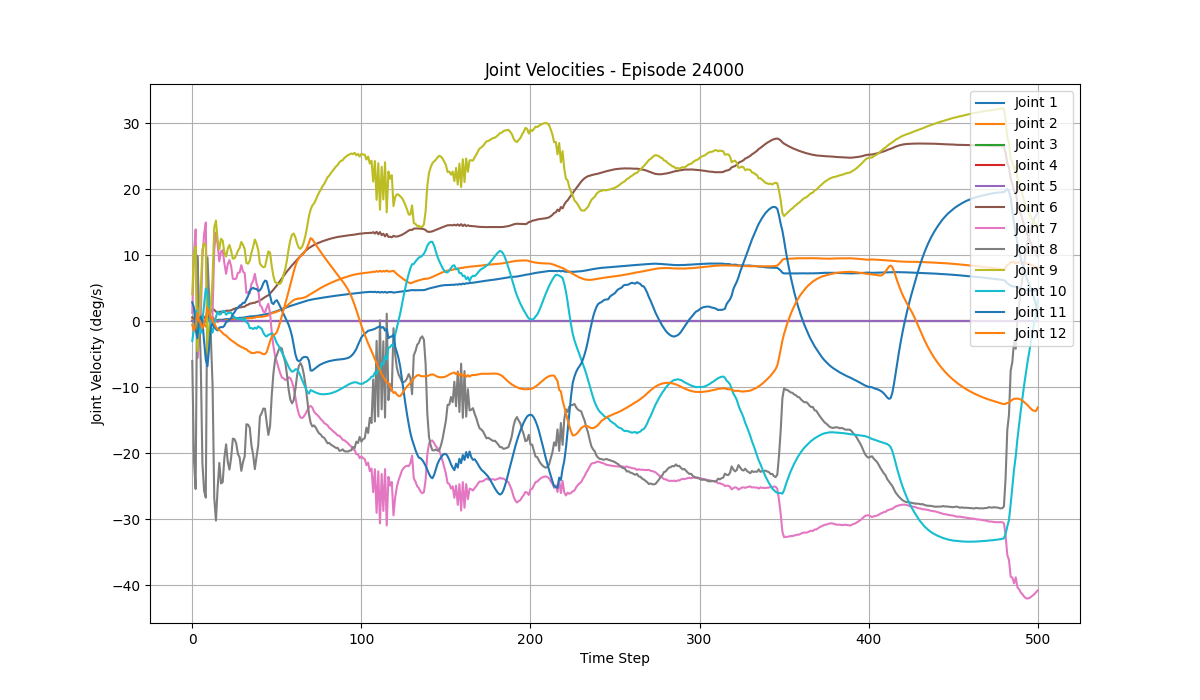 Joint Velocities - Episode 24000
Joint Velocity (deg/s)
30
20
10
0
−10
−20
−30
−40
0
100
200
300
400
500
Time Step
Joint 1
Joint 2
Joint 3
Joint 4
Joint 5
Joint 6
Joint 7
Joint 8
Joint 9
Joint 10
Joint 11
Joint 12